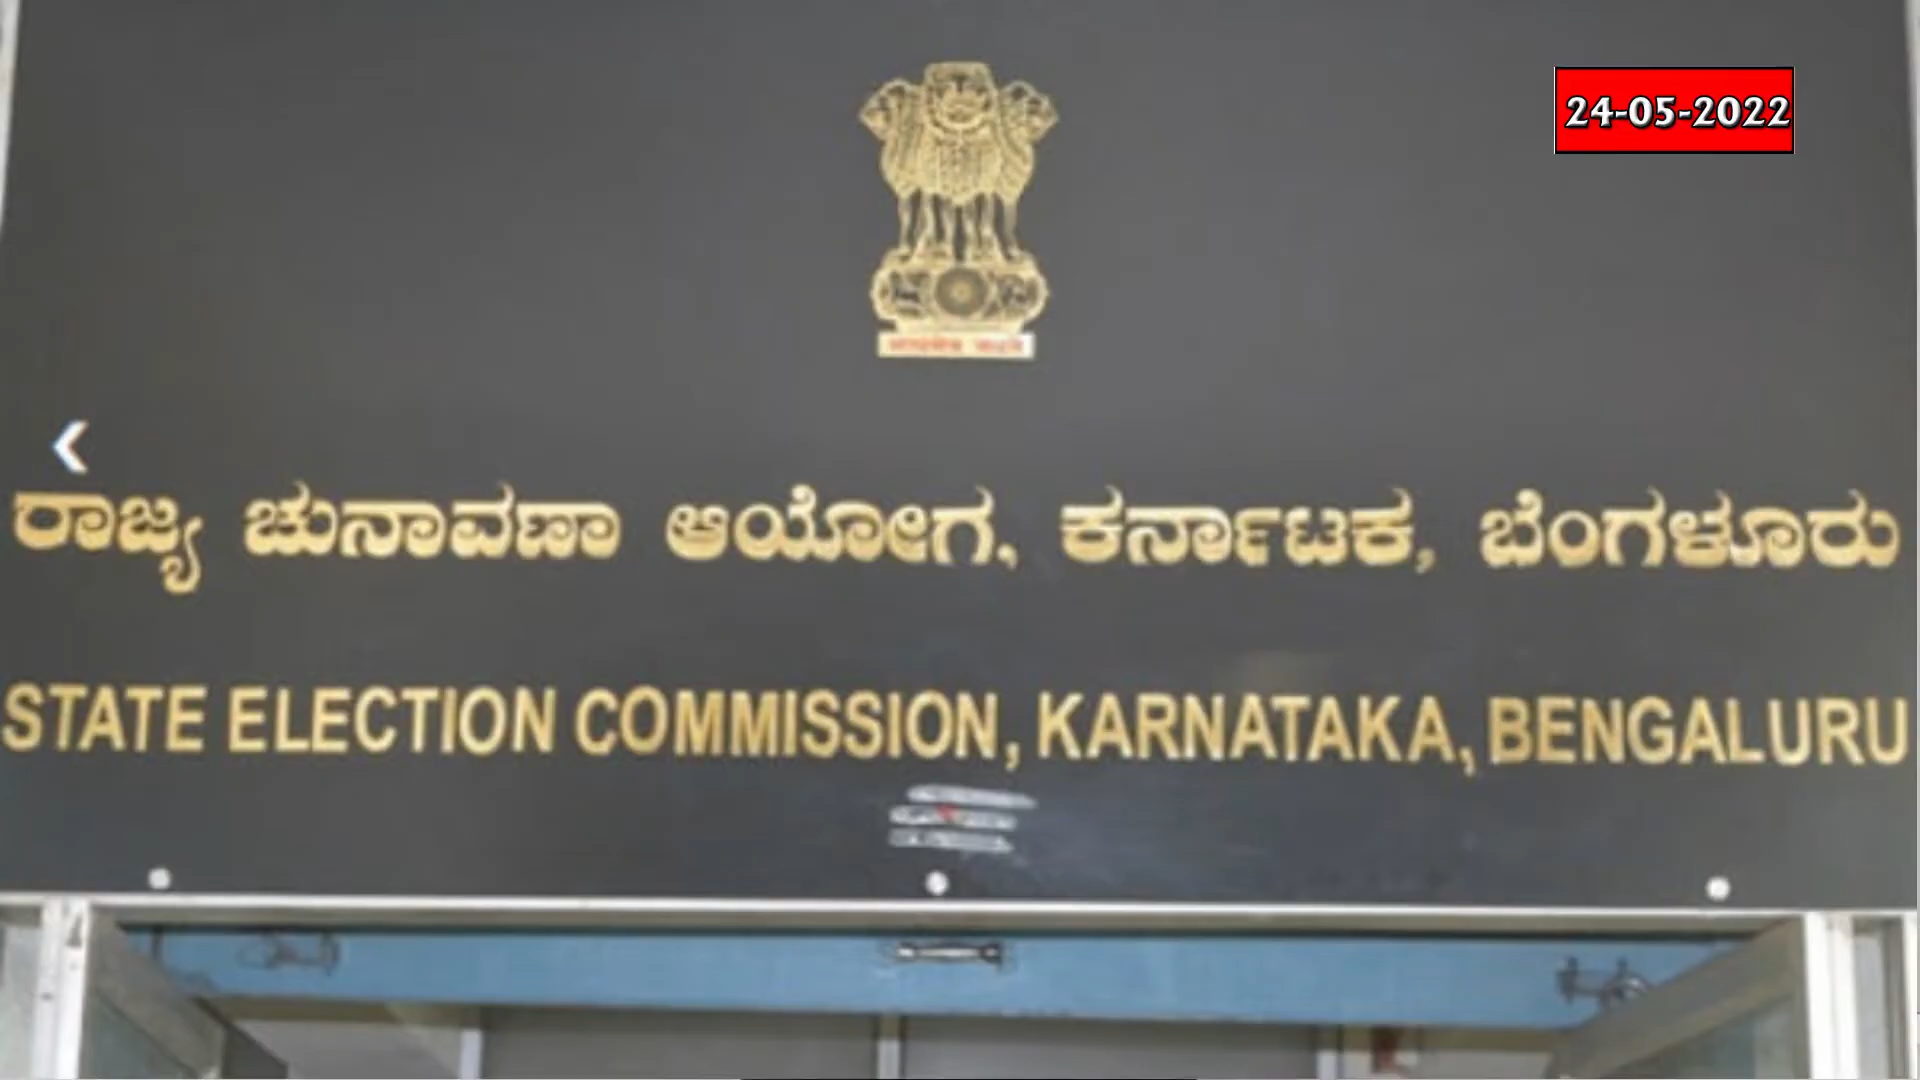 24-05-2022
ರಾಜ್ಯ ಚುನಾವಣಾ ಆಯೋಗ, ಕರ್ನಾಟಕ, ಬೆಂಗಳೂರು
STATE ELECTION COMMISSION, KARNATAKA, BENGALURU